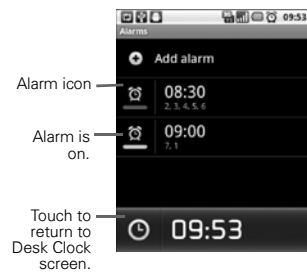 09:53
Alarms
Add alarm
Alarm icon
08:30
2, 3, 4, 5, 6
Alarm is
on.
09:00
7, 1
Touch to
return to
Desk Clock
screen.
09:53